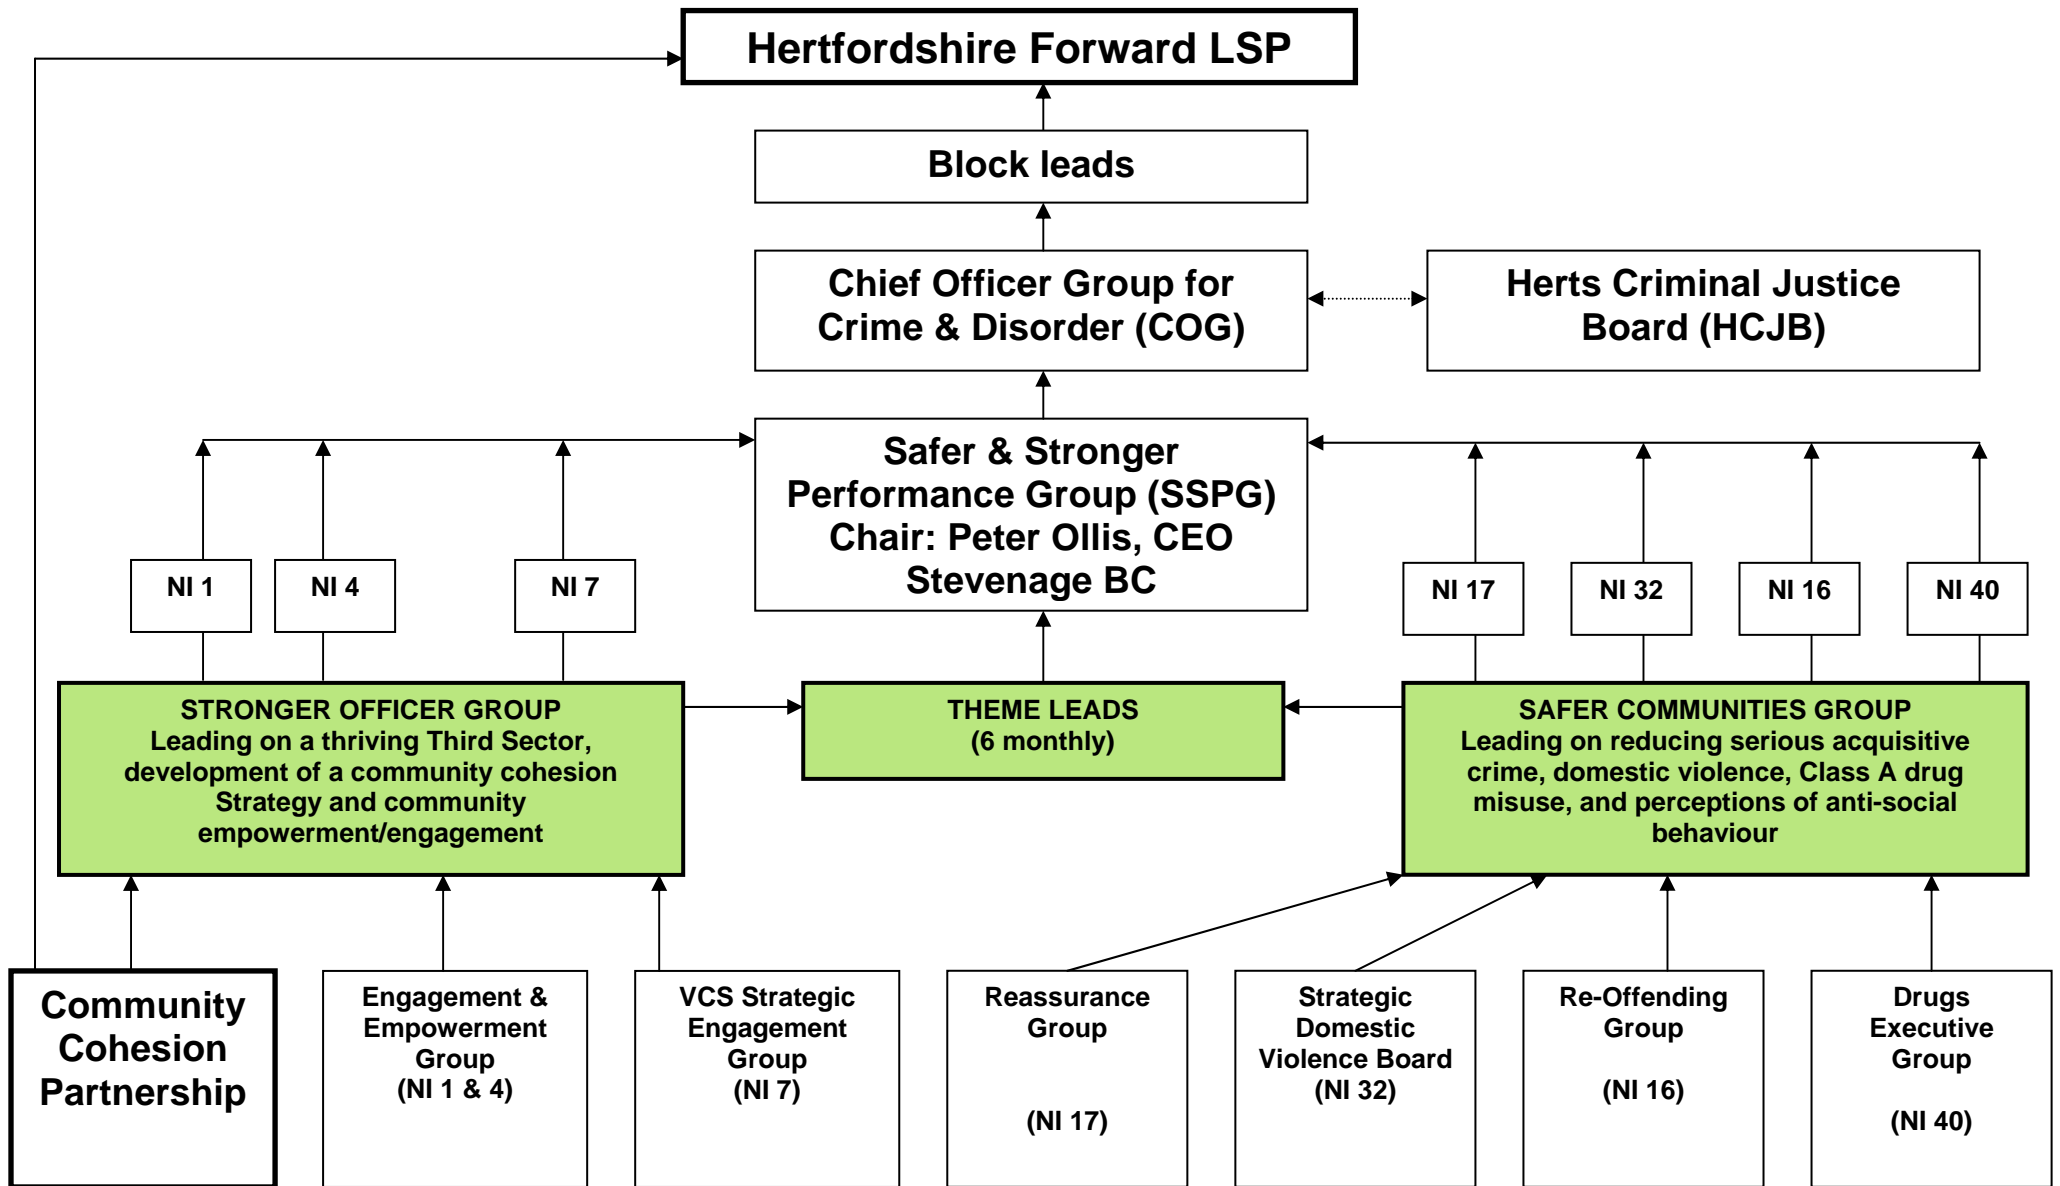 Hertfordshire Forward LSP
Block leads
Chief Officer Group for
Crime & Disorder (COG)
Herts Criminal Justice
Board (HCJB)
Safer & Stronger
Performance Group (SSPG)
Chair: Peter Ollis, CEO
Stevenage BC
NI 1
NI 4
NI 7
NI 17
NI 32
NI 16
NI 40
STRONGER OFFICER GROUP
Leading on a thriving Third Sector,
development of a community cohesion
Strategy and community
empowerment/engagement
THEME LEADS
(6 monthly)
SAFER COMMUNITIES GROUP
Leading on reducing serious acquisitive
crime, domestic violence, Class A drug
misuse, and perceptions of anti-social
behaviour
Community
Cohesion
Partnership
Engagement &
Empowerment
Group
(NI 1 & 4)
VCS Strategic
Engagement
Group
(NI 7)
Reassurance
Group
(NI 17)
Strategic
Domestic
Violence Board
(NI 32)
Re-Offending
Group
(NI 16)
Drugs
Executive
Group
(NI 40)